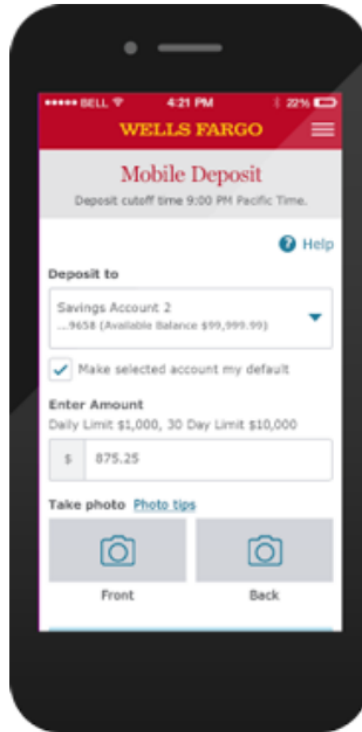 BELL 4:21 PM 22%
WELLS FARGO
Mobile Deposit
Deposit cutoff time 9:00 PM Pacific Time.
? Help
Deposit to
Savings Account 2
...9658 (Available Balance $99,999.99)
Make selected account my default
Enter Amount
Daily Limit $1,000, 30 Day Limit $10,000
$ 875.25
Take photo Photo tips
Front Back